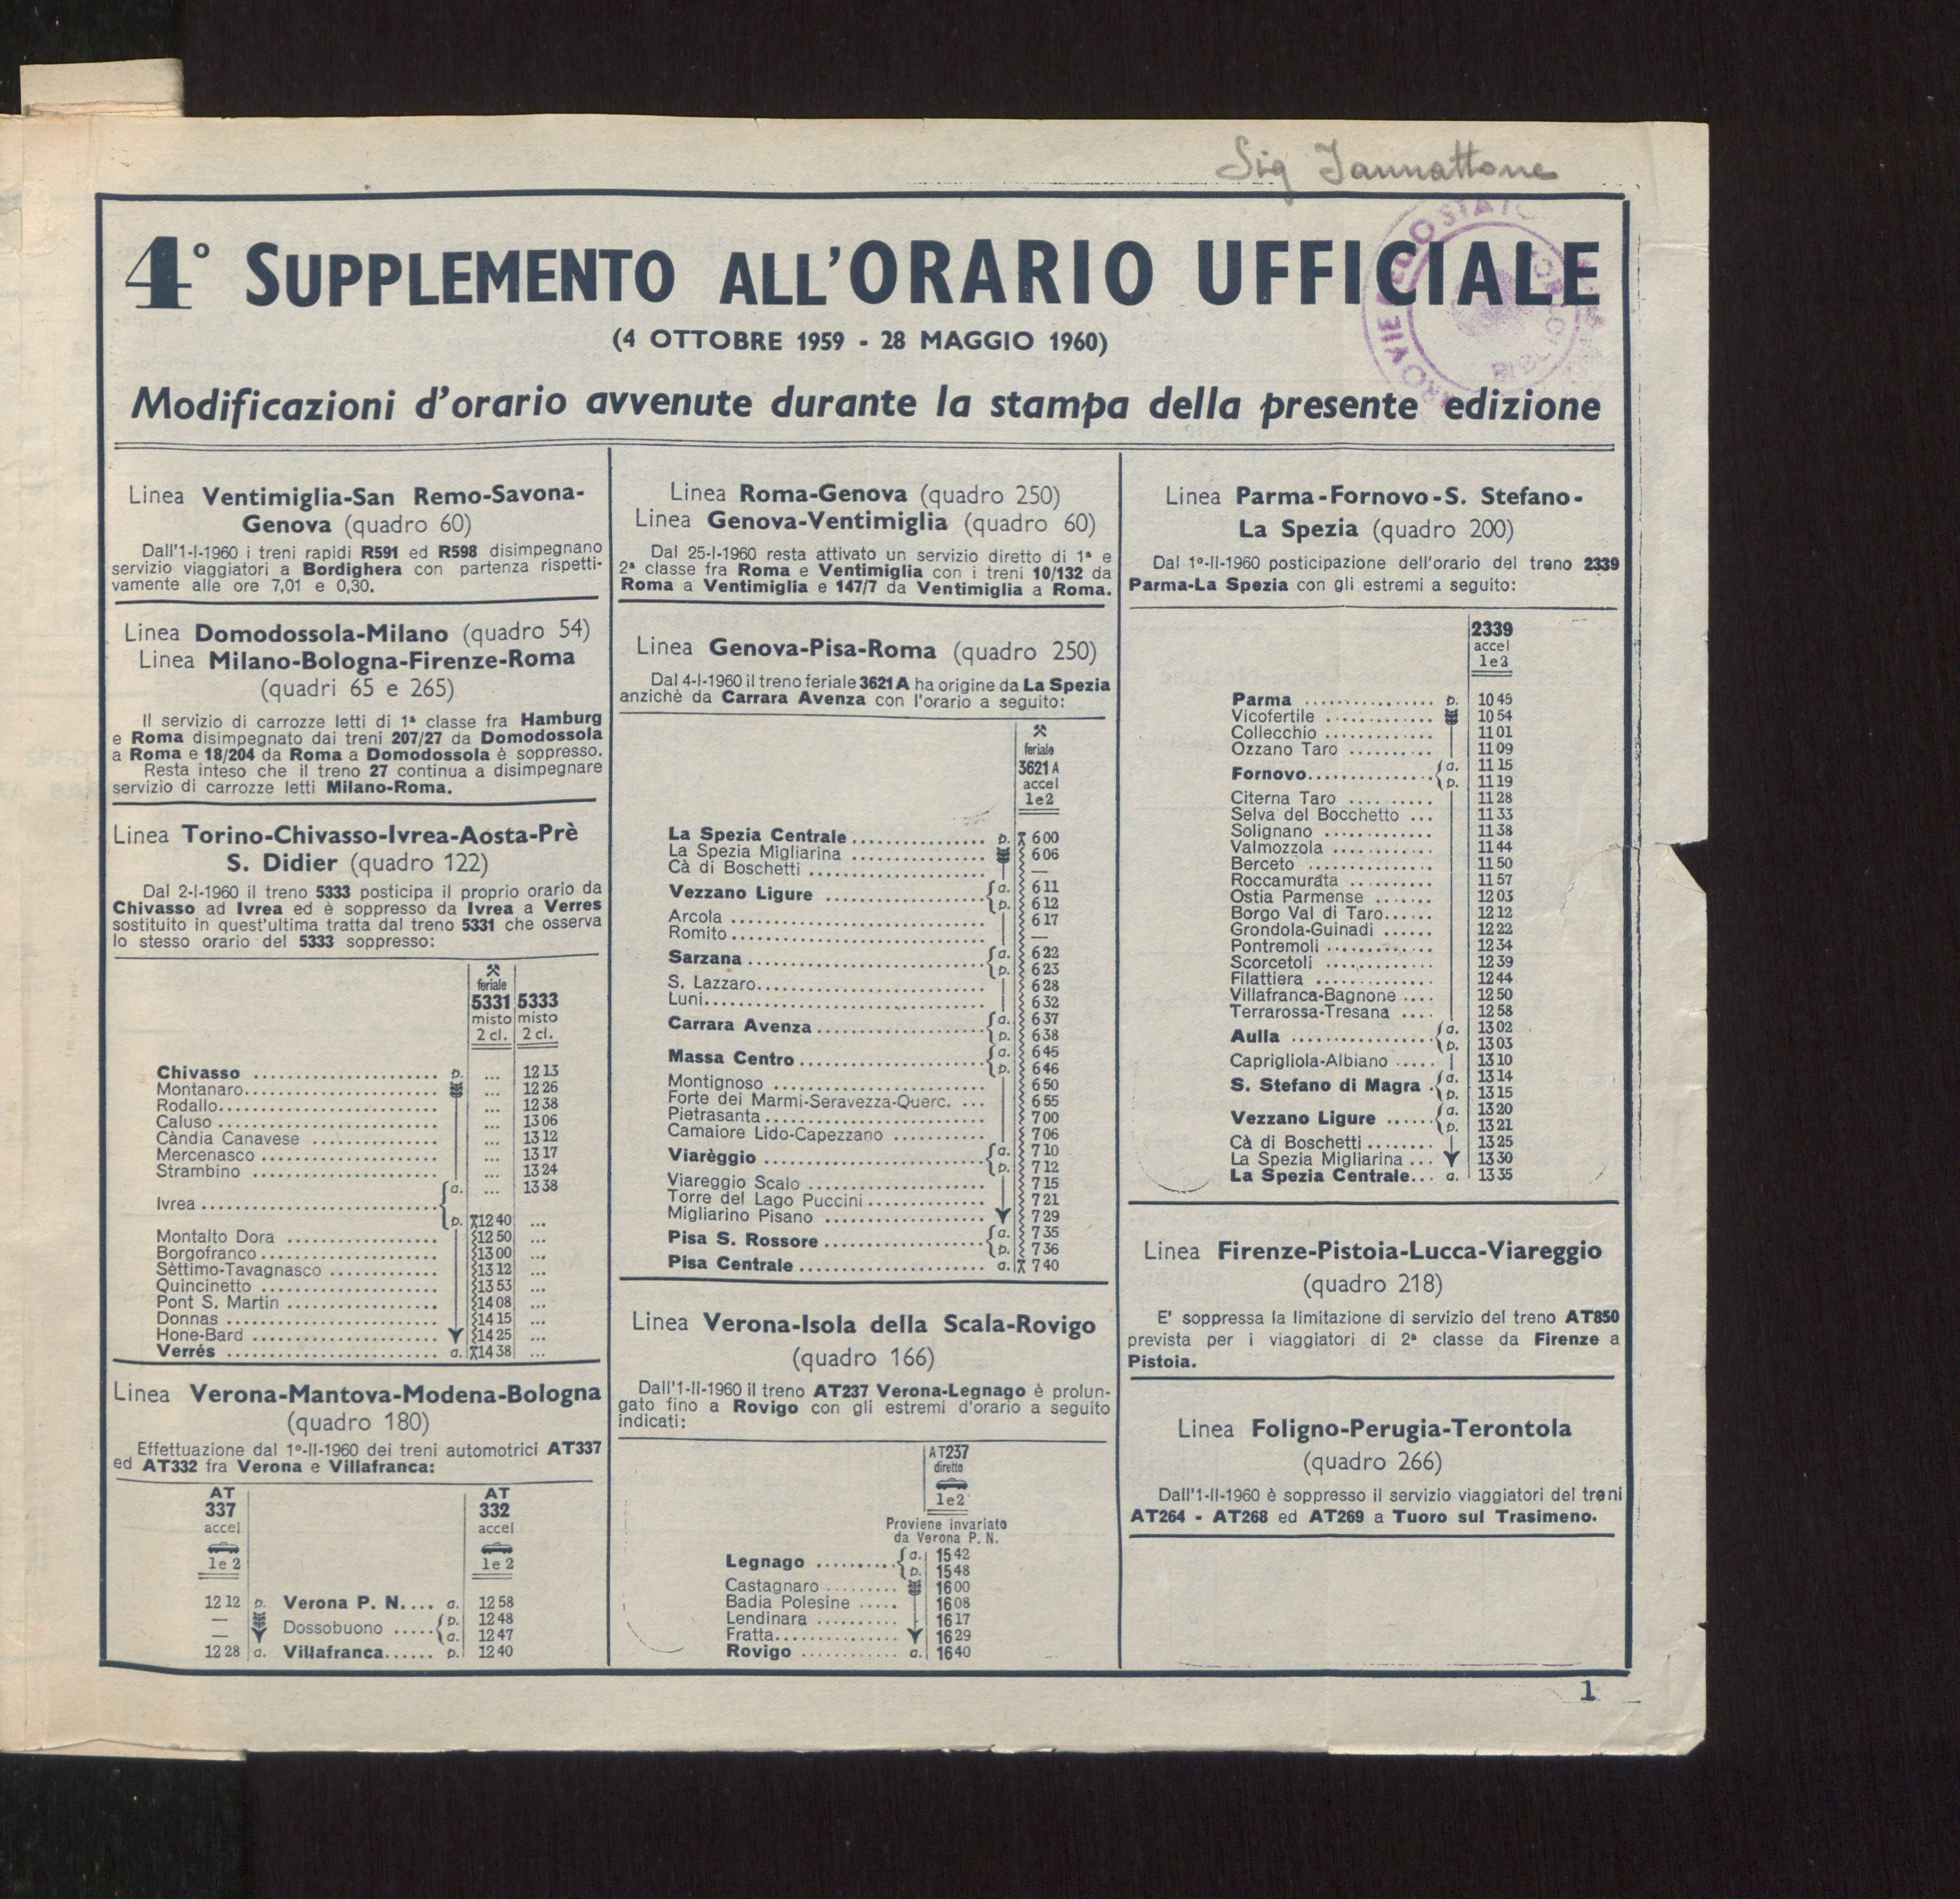 Sig Iannattone
4° SUPPLEMENTO ALL'ORARIO UFFICIALE
(4 OTTOBRE 1959 - 28 MAGGIO 1960)
Modificazioni d'orario avvenute durante la stampa della presente edizione
Linea Ventimiglia-San Remo-Savona-
Genova (quadro 60)
Dall'1-I-1960 i treni rapidi R591 ed R598 disimpegnano
servizio viaggiatori a Bordighera con partenza rispetti-
vamente alle ore 7,01 e 0,30.
Linea Domodossola-Milano (quadro 54)
Linea Milano-Bologna-Firenze-Roma
(quadri 65 e 265)
Il servizio di carrozze letti di 1ª classe fra Hamburg
e Roma disimpegnato dai treni 207/27 da Domodossola
a Roma e 18/204 da Roma a Domodossola è soppresso.
Resta inteso che il treno 27 continua a disimpegnare
servizio di carrozze letti Milano-Roma.
Linea Torino-Chivasso-Ivrea-Aosta-Prè
S. Didier (quadro 122)
Dal 2-I-1960 il treno 5333 posticipa il proprio orario da
Chivasso ad Ivrea ed è soppresso da Ivrea a Verres
sostituito in quest'ultima tratta dal treno 5331 che osserva
lo stesso orario del 5333 soppresso:
feriale
5331 5333
misto misto
2 cl. 2 cl.
Chivasso p. ... 12 13
Montanaro ... 12 26
Rodallo ... 12 38
Caluso ... 13 06
Càndia Canavese ... 13 12
Mercenasco ... 13 17
Strambino ... 13 24
a. ... 13 38
Ivrea
p. 12 40 ...
Montalto Dora 12 50 ...
Borgofranco 13 00 ...
Sèttimo-Tavagnasco 13 12 ...
Quincinetto 13 53 ...
Pont S. Martin 14 08 ...
Donnas 14 15 ...
Hone-Bard 14 25 ...
Verrés a. 14 38 ...
Linea Verona-Mantova-Modena-Bologna
(quadro 180)
Effettuazione dal 1º-II-1960 dei treni automotrici AT337
ed AT332 fra Verona e Villafranca:
AT AT
337 332
accel accel
1e2 1e2
12 12 p. Verona P. N. a. 12 58
— Dossobuono p. 12 48
— a. 12 47
12 28 a. Villafranca p. 12 40
Linea Roma-Genova (quadro 250)
Linea Genova-Ventimiglia (quadro 60)
Dal 25-I-1960 resta attivato un servizio diretto di 1ª e
2ª classe fra Roma e Ventimiglia con i treni 10/132 da
Roma a Ventimiglia e 147/7 da Ventimiglia a Roma.
Linea Genova-Pisa-Roma (quadro 250)
Dal 4-I-1960 il treno feriale 3621 A ha origine da La Spezia
anzichè da Carrara Avenza con l'orario a seguito:
feriale
3621 A
accel
1e2
La Spezia Centrale p. 6 00
La Spezia Migliarina 6 06
Cà di Boschetti —
Vezzano Ligure a. 6 11
p. 6 12
Arcola 6 17
Romito —
Sarzana a. 6 22
p. 6 23
S. Lazzaro 6 28
Luni 6 32
Carrara Avenza a. 6 37
p. 6 38
Massa Centro a. 6 45
p. 6 46
Montignoso 6 50
Forte dei Marmi-Seravezza-Querc. 6 55
Pietrasanta 7 00
Camaiore Lido-Capezzano 7 06
Viarèggio a. 7 10
p. 7 12
Viareggio Scalo 7 15
Torre del Lago Puccini 7 21
Migliarino Pisano 7 29
Pisa S. Rossore a. 7 35
p. 7 36
Pisa Centrale a. 7 40
Linea Verona-Isola della Scala-Rovigo
(quadro 166)
Dall'1-II-1960 il treno AT237 Verona-Legnago è prolun-
gato fino a Rovigo con gli estremi d'orario a seguito
indicati:
AT237
diretto
1e2
Proviene invariato
da Verona P. N.
Legnago a. 15 42
p. 15 48
Castagnaro 16 00
Badia Polesine 16 08
Lendinara 16 17
Fratta 16 29
Rovigo a. 16 40
Linea Parma-Fornovo-S. Stefano-
La Spezia (quadro 200)
Dal 1º-II-1960 posticipazione dell'orario del treno 2339
Parma-La Spezia con gli estremi a seguito:
2339
accel
1e2
Parma p. 10 45
Vicofertile 10 54
Collecchio 11 01
Ozzano Taro 11 09
Fornovo a. 11 15
p. 11 19
Citerna Taro 11 28
Selva del Bocchetto 11 33
Solignano 11 38
Valmozzola 11 44
Berceto 11 50
Roccamurata 11 57
Ostia Parmense 12 03
Borgo Val di Taro 12 12
Grondola-Guinadi 12 22
Pontremoli 12 34
Scorcetoli 12 39
Filattiera 12 44
Villafranca-Bagnone 12 50
Terrarossa-Tresana 12 58
Aulla a. 13 02
p. 13 03
Caprigliola-Albiano 13 10
S. Stefano di Magra a. 13 14
p. 13 15
Vezzano Ligure a. 13 20
p. 13 21
Cà di Boschetti 13 25
La Spezia Migliarina 13 30
La Spezia Centrale a. 13 35
Linea Firenze-Pistoia-Lucca-Viareggio
(quadro 218)
E' soppressa la limitazione di servizio del treno AT850
prevista per i viaggiatori di 2ª classe da Firenze a
Pistoia.
Linea Foligno-Perugia-Terontola
(quadro 266)
Dall'1-II-1960 è soppresso il servizio viaggiatori dei treni
AT264 - AT268 ed AT269 a Tuoro sul Trasimeno.
1